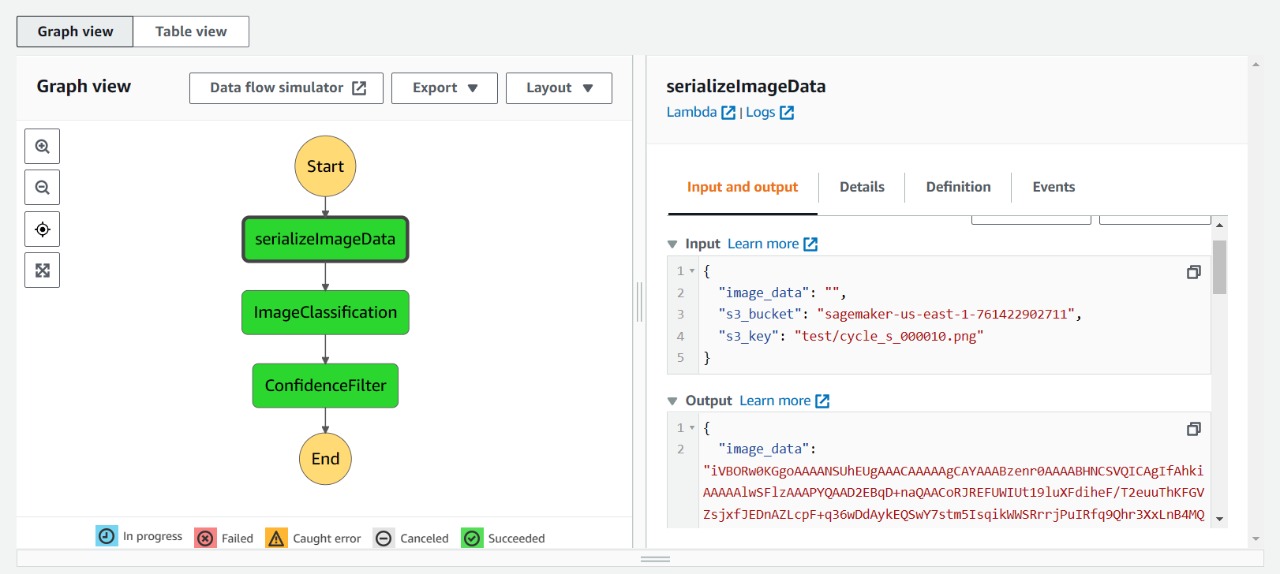 Graph view
Table view
Graph view
Data flow simulator
Export
Layout
Start
serializeImageData
ImageClassification
ConfidenceFilter
End
In progress
Failed
Caught error
Canceled
Succeeded
serializeImageData
Lambda | Logs
Input and output
Details
Definition
Events
Input Learn more
1 {
2 "image_data": "",
3 "s3_bucket": "sagemaker-us-east-1-761422902711",
4 "s3_key": "test/cycle_s_000010.png"
5 }
Output Learn more
1 {
2 "image_data":
"iVBORw0KGgoAAAANSUhEUgAAACAAAAAgCAYAAABzenr0AAAABHNCSVQICAgIfAhki
AAAAAlwSFlzAAAPYQAAD2EBqD+naQAACoRJREFUWIUt19luXFdiheF/T2euuThKFGV
ZsjxfJEDnAZLcpF+q36wDdAykEQSwY7stm5IsqikWWSRrrjPuIRfq9Qhr3XxLnB4MQ